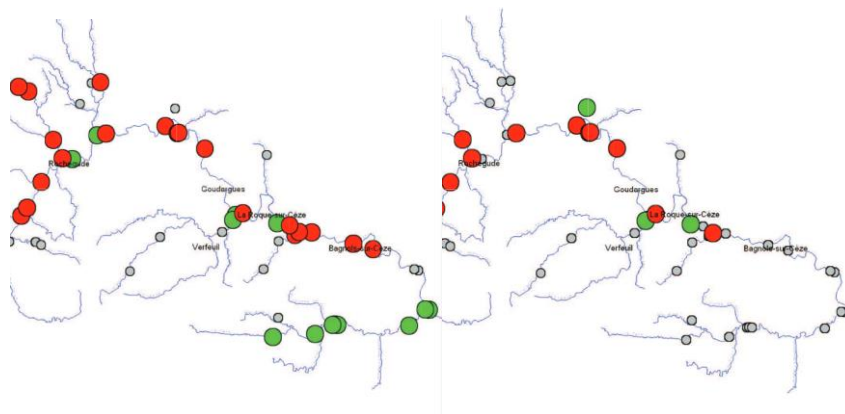 Rochegude
Goudargues
La Roque-sur-Cèze
Verfeuil
Bagnols-sur-Cèze
Rochegude
Goudargues
La Roque-sur-Cèze
Verfeuil
Bagnols-sur-Cèze